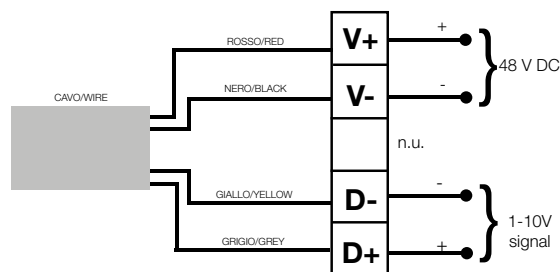 ROSSO/RED
V+
+
NERO/BLACK
V-
-
48 V DC
CAVO/WIRE
n.u.
GIALLO/YELLOW
D-
-
GRIGIO/GREY
D+
+
1-10V
signal